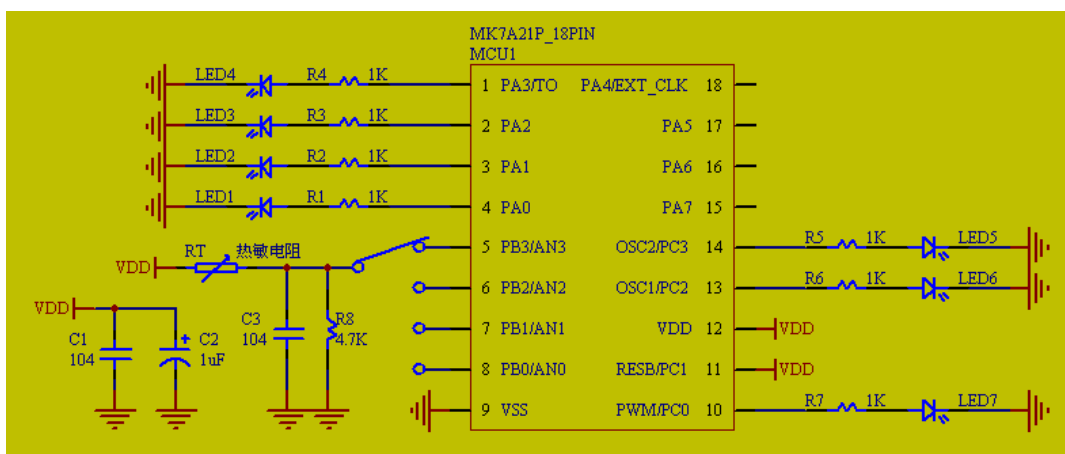 MK7A21P_18PIN
MCU1
LED4 R4 1K 1 PA3/TO PA4/EXT_CLK 18
LED3 R3 1K 2 PA2 PA5 17
LED2 R2 1K 3 PA1 PA6 16
LED1 R1 1K 4 PA0 PA7 15
RT 热敏电阻 5 PB3/AN3 OSC2/PC3 14 R5 1K LED5
VDD
6 PB2/AN2 OSC1/PC2 13 R6 1K LED6
VDD
C1 104
C2 1uF
C3 104
R8 4.7K
7 PB1/AN1 VDD 12 VDD
8 PB0/AN0 RESB/PC1 11 VDD
9 VSS PWM/PC0 10 R7 1K LED7